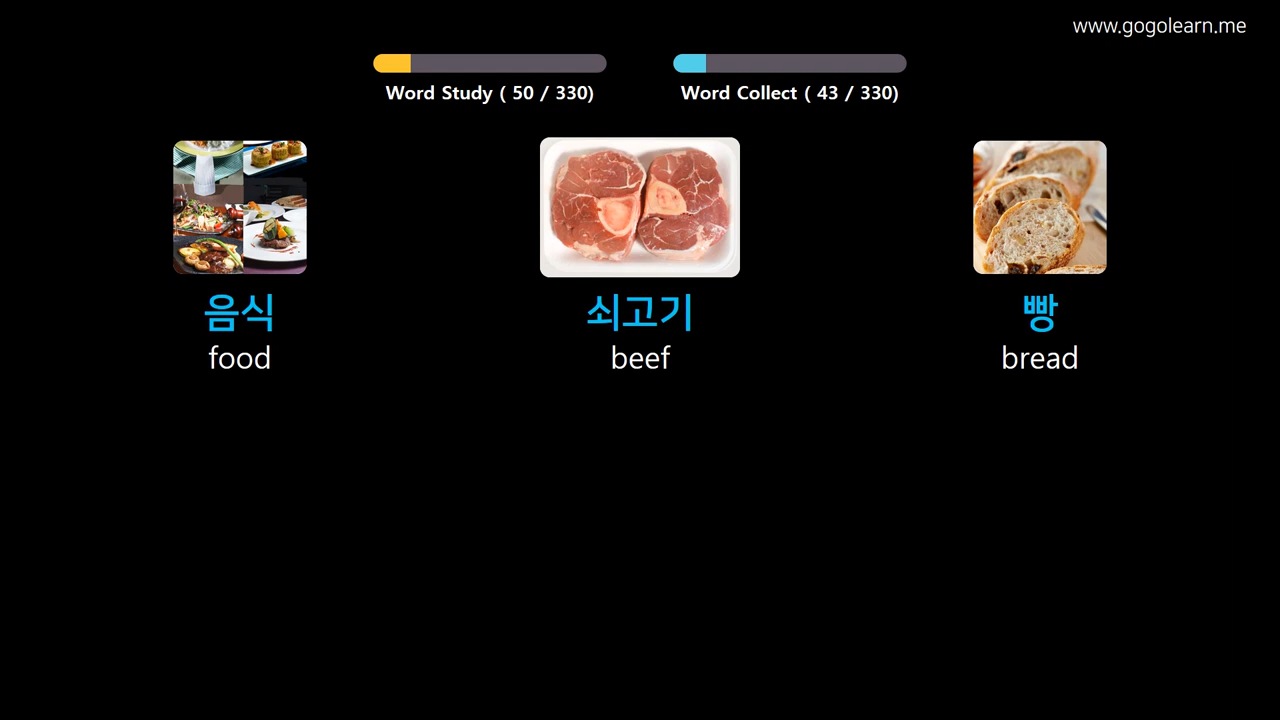 www.gogolearn.me
Word Study ( 50 / 330)
Word Collect ( 43 / 330)
음식
food
쇠고기
beef
빵
bread